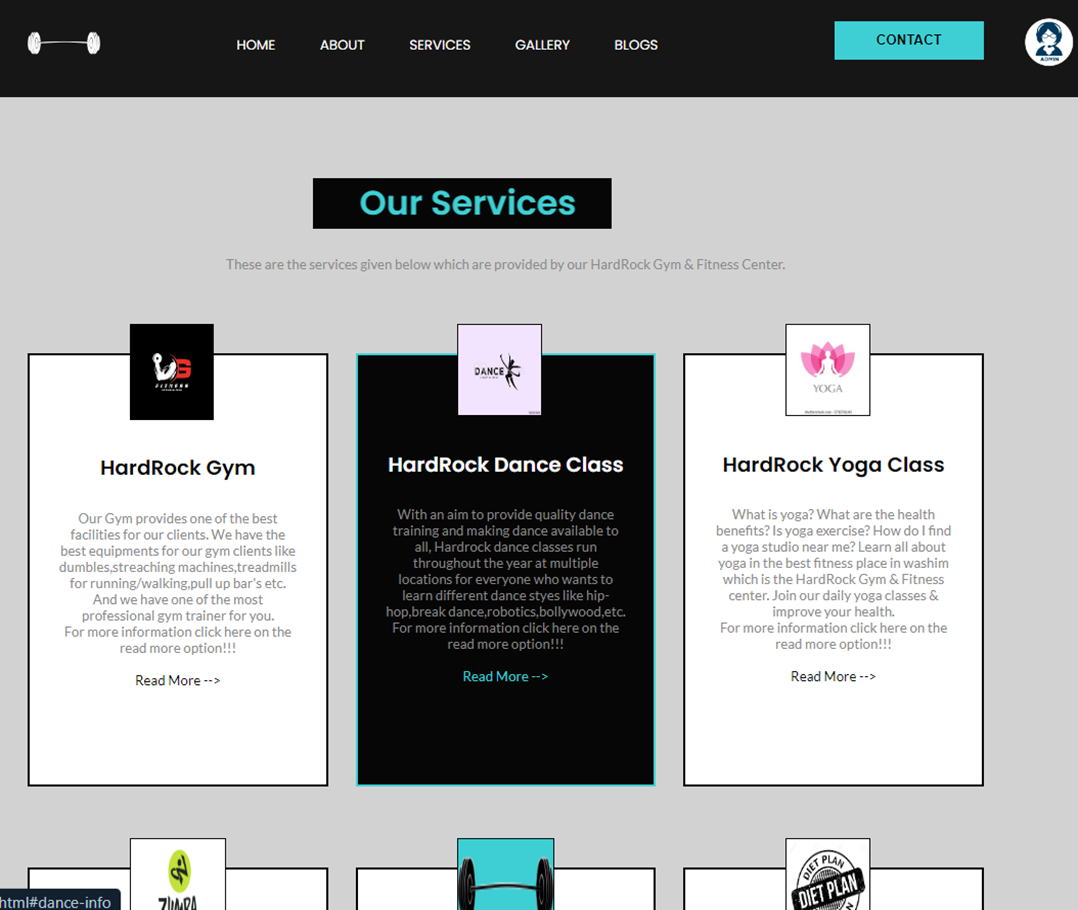 HOME ABOUT SERVICES GALLERY BLOGS CONTACT
ADMIN
Our Services
These are the services given below which are provided by our HardRock Gym & Fitness Center.
FITNESS
DANCE
YOGA
HardRock Gym
Our Gym provides one of the best
facilities for our clients. We have the
best equipments for our gym clients like
dumbles,streaching machines,treadmills
for running/walking,pull up bar's etc.
And we have one of the most
professional gym trainer for you.
For more information click here on the
read more option!!!
Read More -->
HardRock Dance Class
With an aim to provide quality dance
training and making dance available to
all, Hardrock dance classes run
throughout the year at multiple
locations for everyone who wants to
learn different dance styes like hip-
hop,break dance,robotics,bollywood,etc.
For more information click here on the
read more option!!!
Read More -->
HardRock Yoga Class
What is yoga? What are the health
benefits? Is yoga exercise? How do I find
a yoga studio near me? Learn all about
yoga in the best fitness place in washim
which is the HardRock Gym & Fitness
center. Join our daily yoga classes &
improve your health.
For more information click here on the
read more option!!!
Read More -->
ZUMBA
DIET PLAN
DIET PLAN
html#dance-info